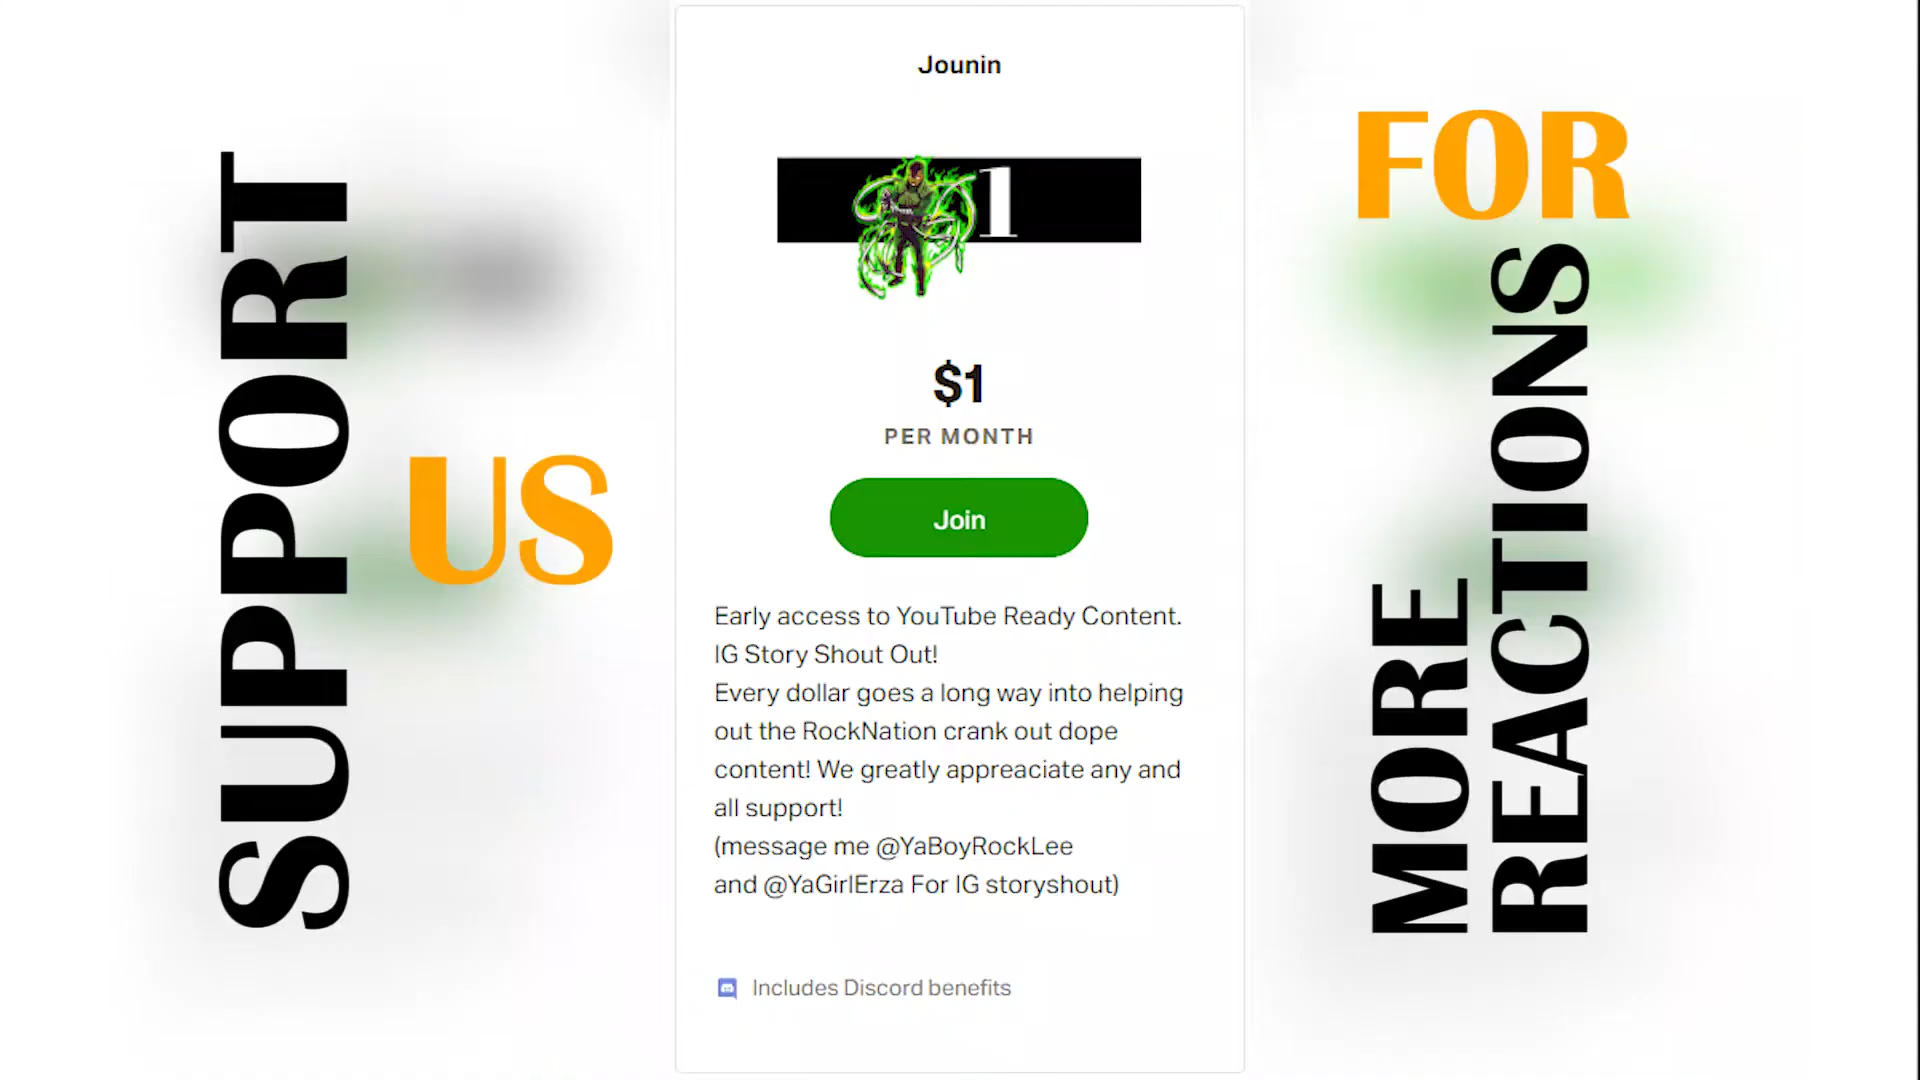 SUPPORT
US
Jounin
1
$1
PER MONTH
Join
Early access to YouTube Ready Content.
IG Story Shout Out!
Every dollar goes a long way into helping
out the RockNation crank out dope
content! We greatly appreaciate any and
all support!
(message me @YaBoyRockLee
and @YaGirlErza For IG storyshout)
Includes Discord benefits
FOR
MORE
REACTIONS